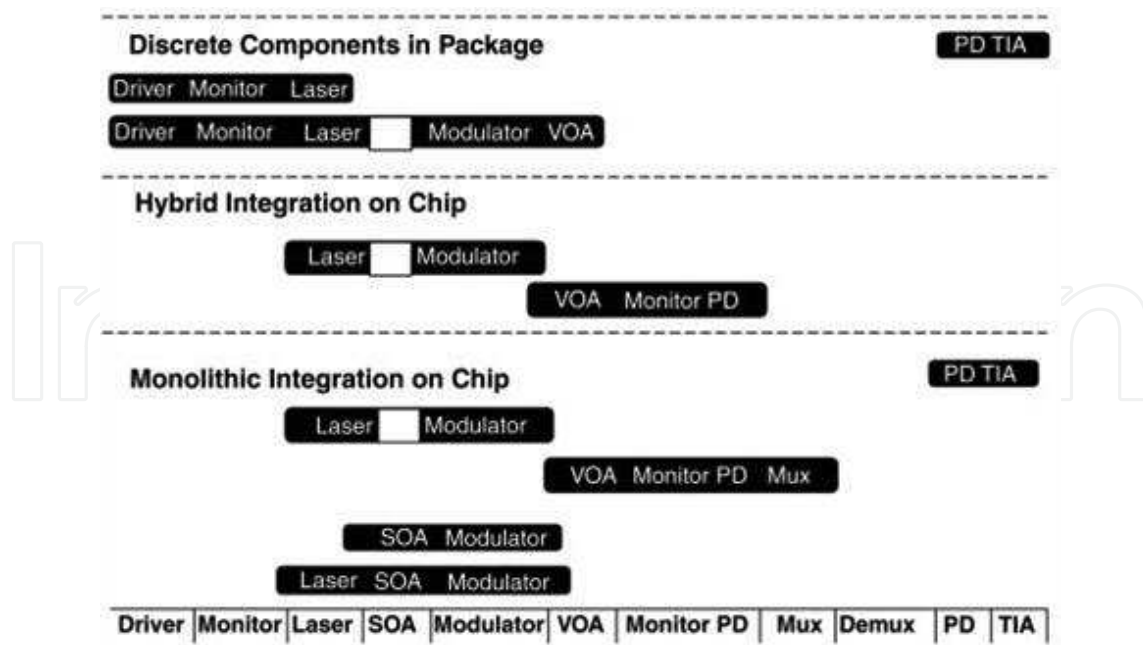 Discrete Components in Package
PD TIA
Driver Monitor Laser
Driver Monitor Laser Modulator VOA
Hybrid Integration on Chip
Laser Modulator
VOA Monitor PD
Monolithic Integration on Chip
PD TIA
Laser Modulator
VOA Monitor PD Mux
SOA Modulator
Laser SOA Modulator
Driver Monitor Laser SOA Modulator VOA Monitor PD Mux Demux PD TIA